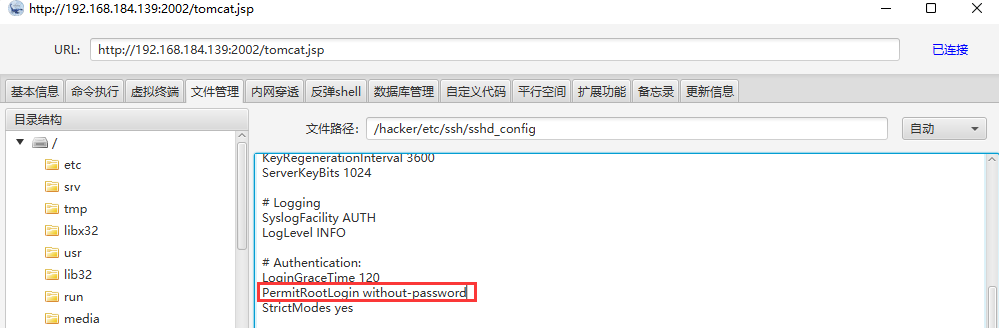 http://192.168.184.139:2002/tomcat.jsp
URL: http://192.168.184.139:2002/tomcat.jsp 已连接
基本信息 命令执行 虚拟终端 文件管理 内网穿透 反弹shell 数据库管理 自定义代码 平行空间 扩展功能 备忘录 更新信息
目录结构
/
etc
srv
tmp
libx32
usr
lib32
run
media
文件路径: /hacker/etc/ssh/sshd_config 自动
KeyRegenerationInterval 3600
ServerKeyBits 1024
# Logging
SyslogFacility AUTH
LogLevel INFO
# Authentication:
LoginGraceTime 120
PermitRootLogin without-password
StrictModes yes